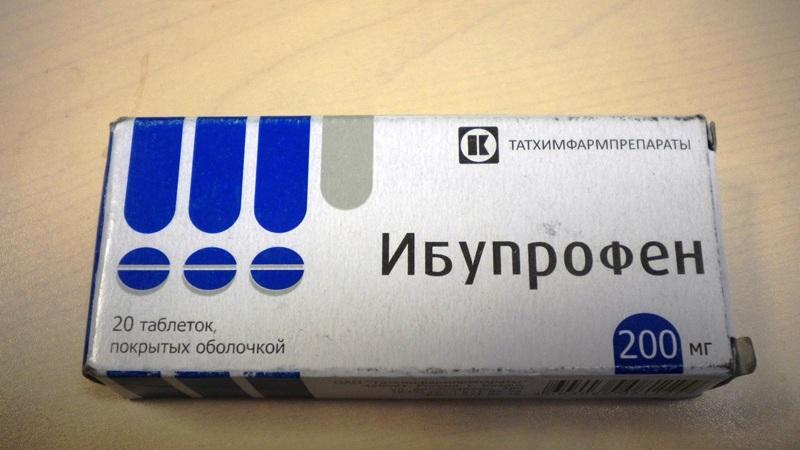 ТАТХИМФАРМПРЕПАРАТЫ
Ибупрофен
20 таблеток,
покрытых оболочкой
200 мг